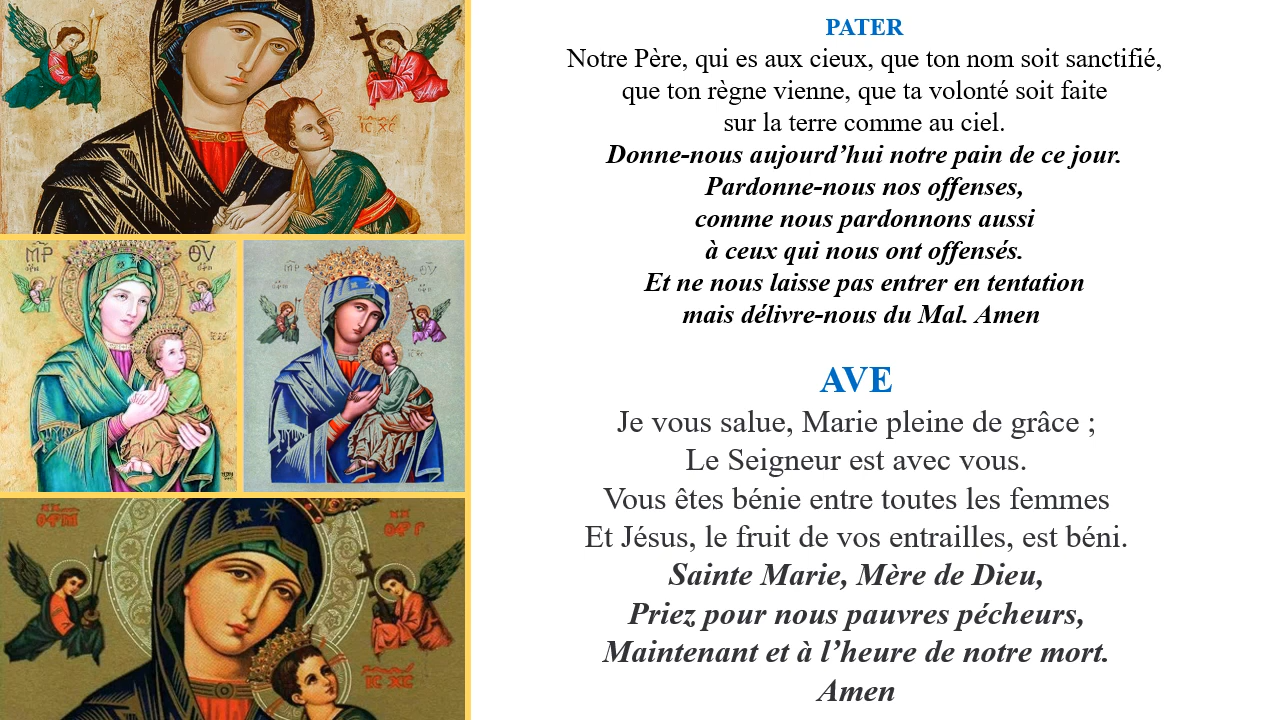 PATER
Notre Père, qui es aux cieux, que ton nom soit sanctifié,
que ton règne vienne, que ta volonté soit faite
sur la terre comme au ciel.
Donne-nous aujourd’hui notre pain de ce jour.
Pardonne-nous nos offenses,
comme nous pardonnons aussi
à ceux qui nous ont offensés.
Et ne nous laisse pas entrer en tentation
mais délivre-nous du Mal. Amen
AVE
Je vous salue, Marie pleine de grâce ;
Le Seigneur est avec vous.
Vous êtes bénie entre toutes les femmes
Et Jésus, le fruit de vos entrailles, est béni.
Sainte Marie, Mère de Dieu,
Priez pour nous pauvres pécheurs,
Maintenant et à l’heure de notre mort.
Amen
IC XC
IC XC